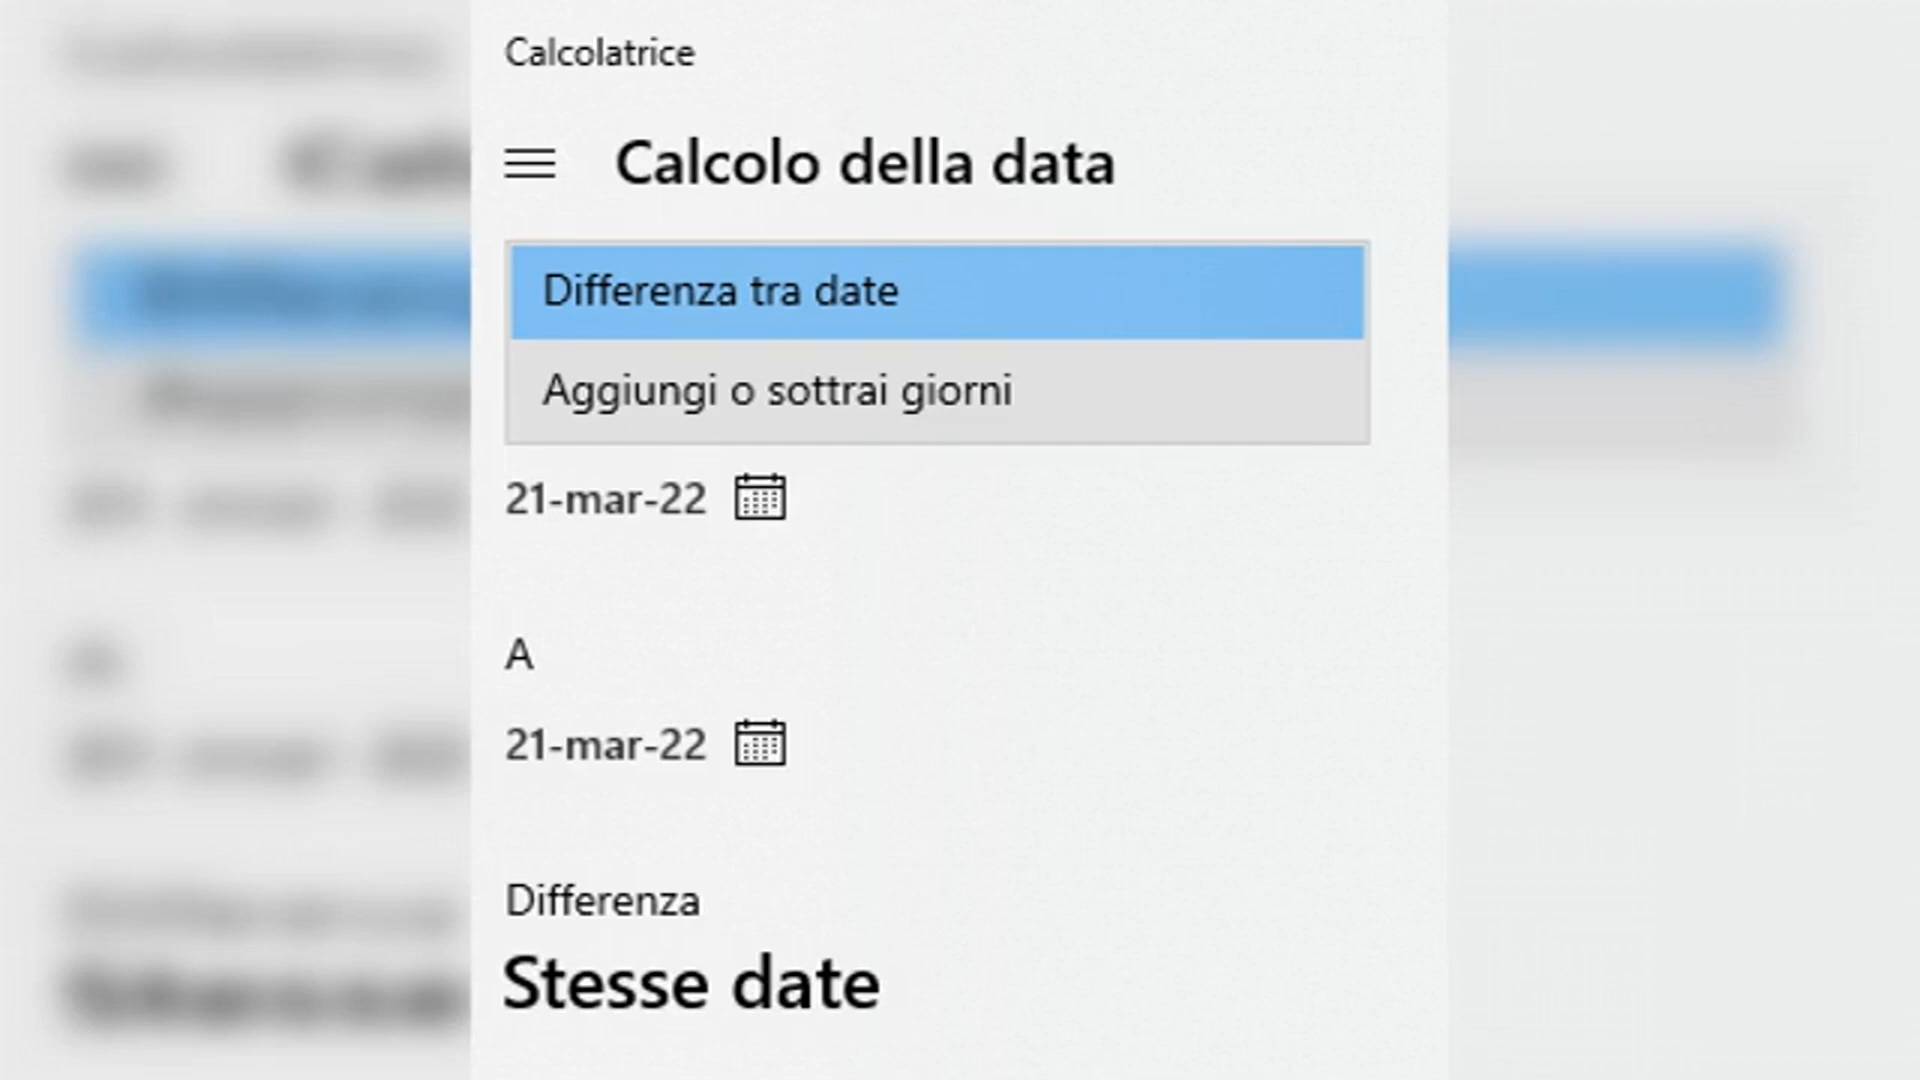 Calcolatrice
Calcolo della data
Differenza tra date
Aggiungi o sottrai giorni
21-mar-22
A
21-mar-22
Differenza
Stesse date